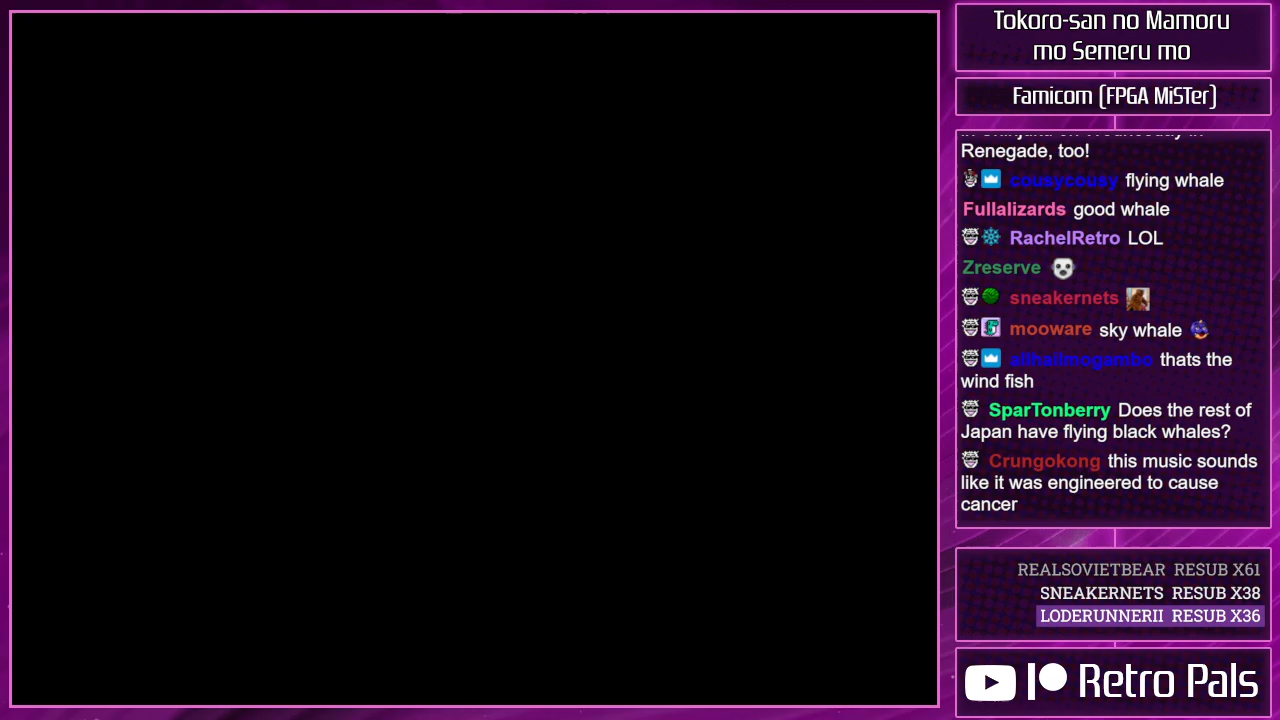 Tokoro-san no Mamoru
mo Semeru mo
Famicom (FPGA MiSTer)
Renegade, too!
cousycousy flying whale
Fullalizards good whale
RachelRetro LOL
Zreserve
sneakernets
mooware sky whale
allhailmogambo thats the
wind fish
SparTonberry Does the rest of
Japan have flying black whales?
Crungokong this music sounds
like it was engineered to cause
cancer
REALSOVIETBEAR RESUB X61
SNEAKERNETS RESUB X38
LODERUNNERII RESUB X36
Retro Pals